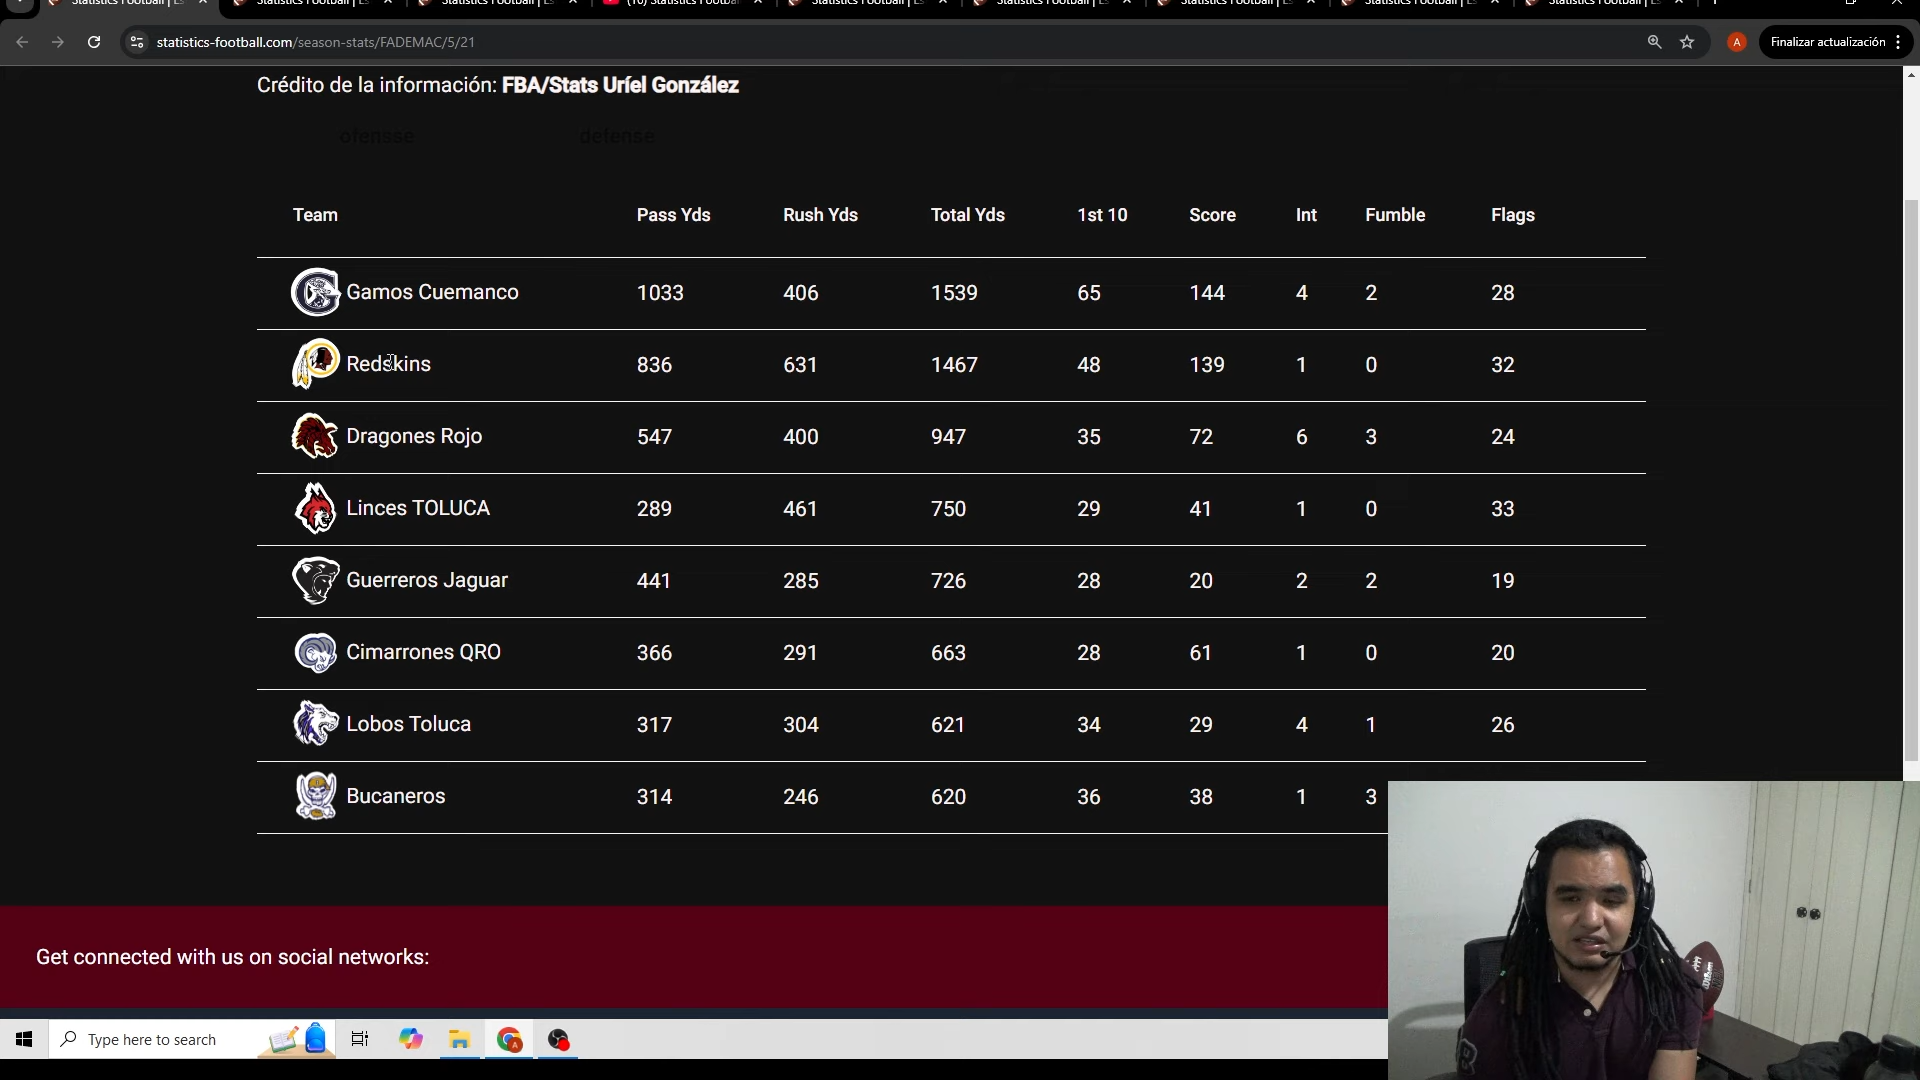 statistics-football.com/season-stats/FADEMAC/5/21
A
Finalizar actualización
Crédito de la información: FBA/Stats Uríel González
ofensse defense
Team Pass Yds Rush Yds Total Yds 1st 10 Score Int Fumble Flags
Gamos Cuemanco 1033 406 1539 65 144 4 2 28
Redskins 836 631 1467 48 139 1 0 32
Dragones Rojo 547 400 947 35 72 6 3 24
Linces TOLUCA 289 461 750 29 41 1 0 33
Guerreros Jaguar 441 285 726 28 20 2 2 19
Cimarrones QRO 366 291 663 28 61 1 0 20
Lobos Toluca 317 304 621 34 29 4 1 26
Bucaneros 314 246 620 36 38 1 3
Get connected with us on social networks:
Type here to search